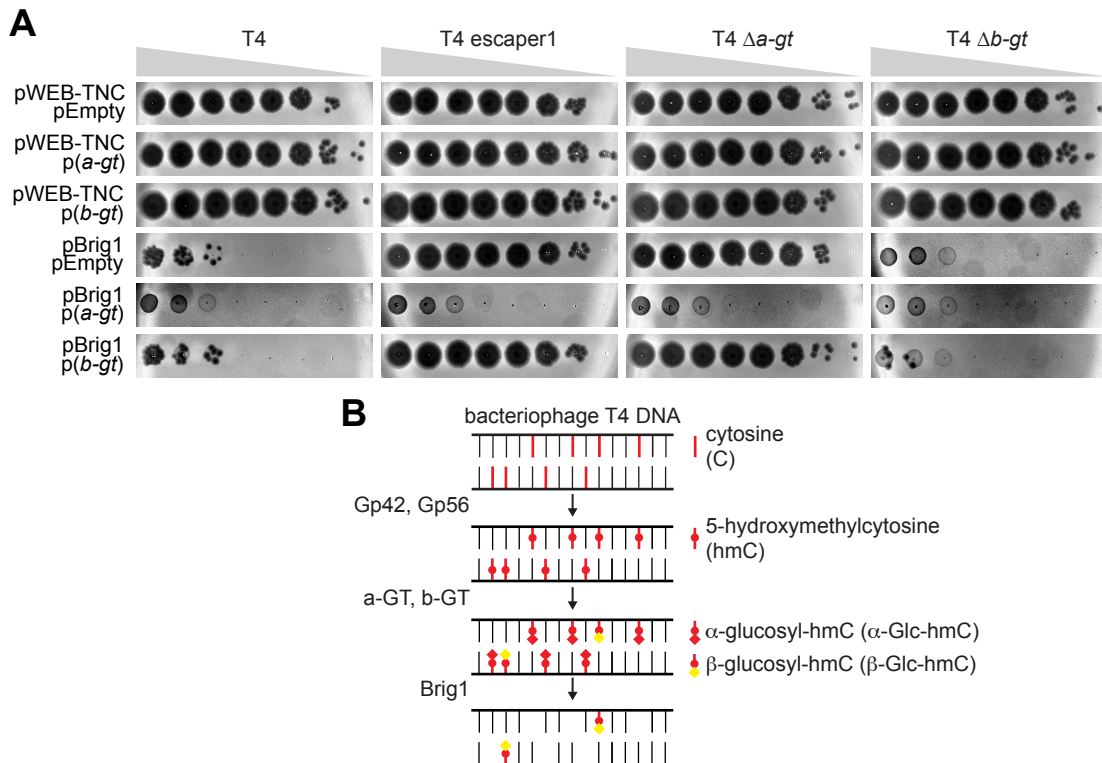 A
T4
T4 escaper1
T4 Δa-gt
T4 Δb-gt
pWEB-TNC
pEmpty
pWEB-TNC
p(a-gt)
pWEB-TNC
p(b-gt)
pBrig1
pEmpty
pBrig1
p(a-gt)
pBrig1
p(b-gt)
B
bacteriophage T4 DNA
cytosine
(C)
Gp42, Gp56
5-hydroxymethylcytosine
(hmC)
a-GT, b-GT
α-glucosyl-hmC (α-Glc-hmC)
β-glucosyl-hmC (β-Glc-hmC)
Brig1